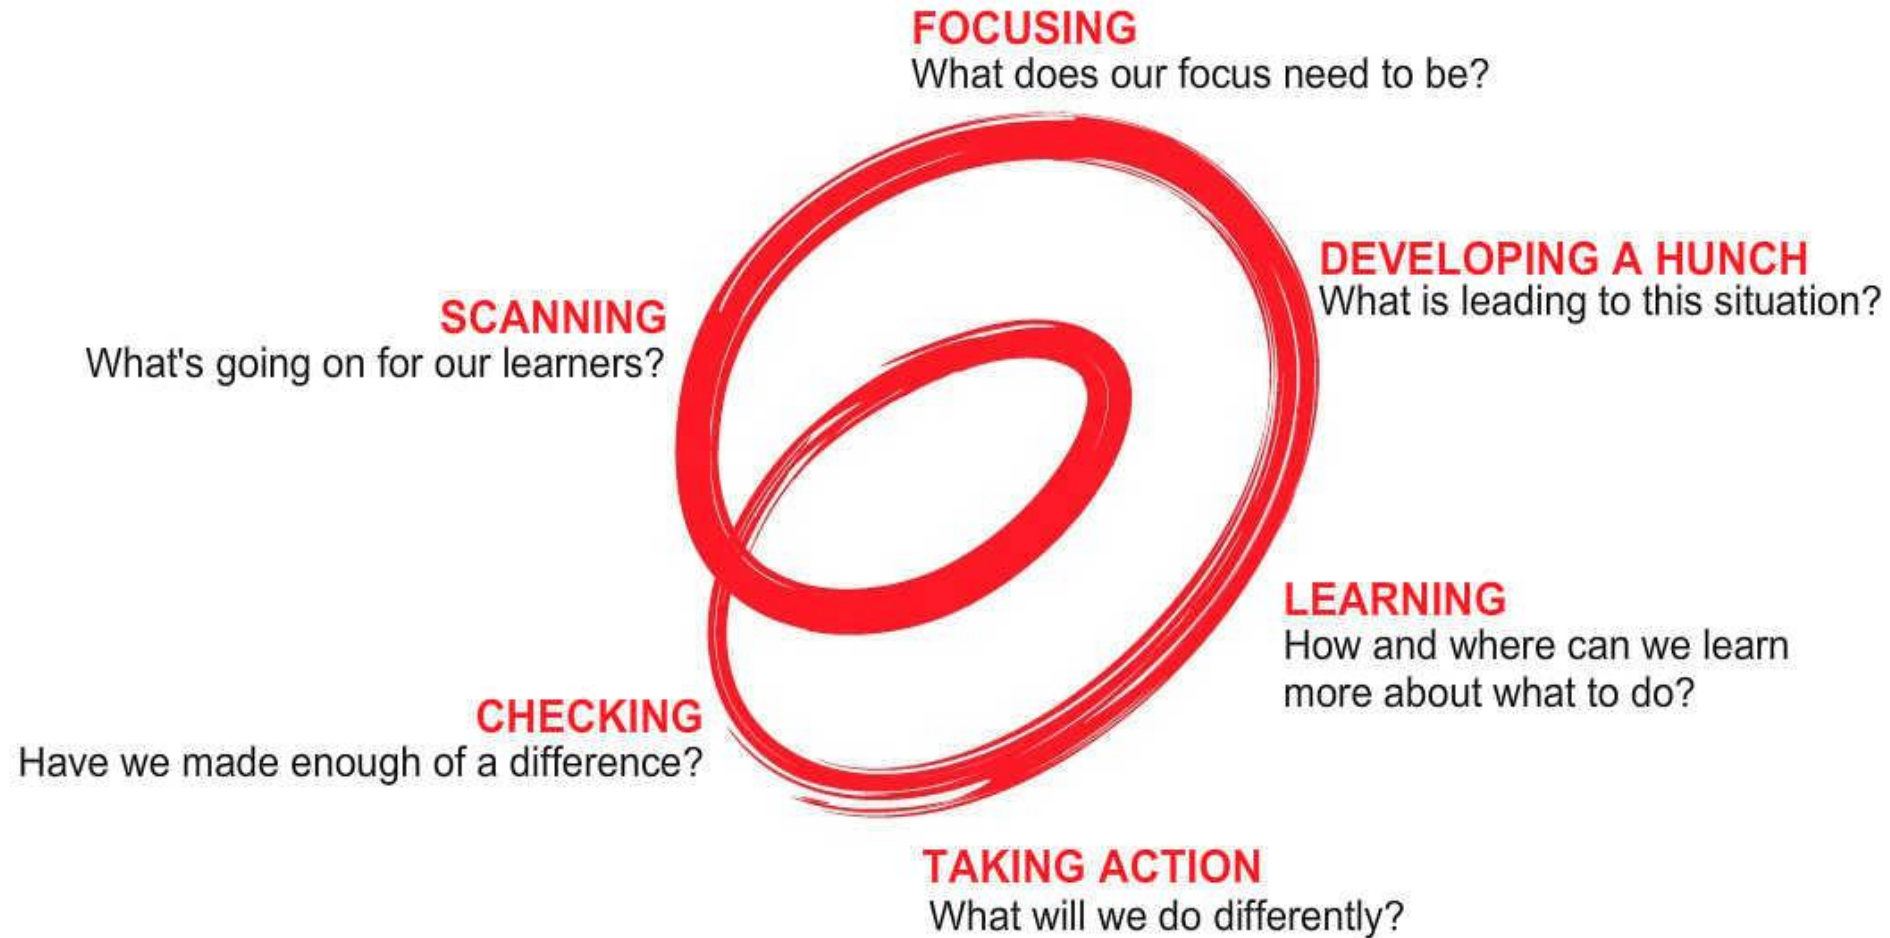 FOCUSING
What does our focus need to be?
DEVELOPING A HUNCH
What is leading to this situation?
SCANNING
What's going on for our learners?
LEARNING
How and where can we learn
more about what to do?
CHECKING
Have we made enough of a difference?
TAKING ACTION
What will we do differently?